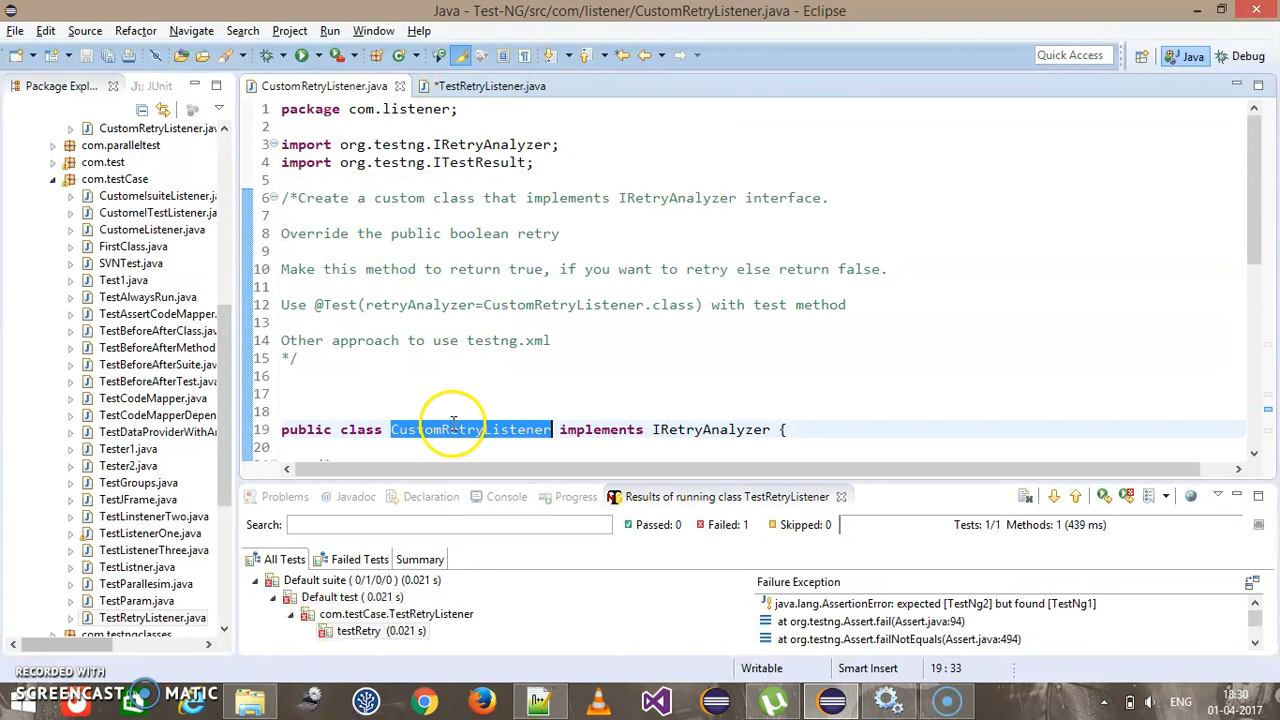 Java - Test-NG/src/com/listener/CustomRetryListener.java - Eclipse
File Edit Source Refactor Navigate Search Project Run Window Help
Quick Access Java Debug
Package Expl... JUnit
CustomRetryListener.java *TestRetryListener.java
CustomRetryListener.java
com.paralleltest
com.test
com.testCase
CustomeIsuiteListener.j
CustomeITestListener.ja
CustomeListener.java
FirstClass.java
SVNTest.java
Test1.java
TestAlwaysRun.java
TestAssertCodeMapper.
TestBeforeAfterClass.jav
TestBeforeAfterMethod
TestBeforeAfterSuite.jav
TestBeforeAfterTest.java
TestCodeMapper.java
TestCodeMapperDepen
TestDataProviderWithAr
Tester1.java
Tester2.java
TestGroups.java
TestIFrame.java
TestLinstenerTwo.java
TestListenerOne.java
TestListenerThree.java
TestListner.java
TestParallesim.java
TestParam.java
TestRetryListener.java
com.testngclasses
1 package com.listener;
2
3 import org.testng.IRetryAnalyzer;
4 import org.testng.ITestResult;
5
6 /*Create a custom class that implements IRetryAnalyzer interface.
7
8 Override the public boolean retry
9
10 Make this method to return true, if you want to retry else return false.
11
12 Use @Test(retryAnalyzer=CustomRetryListener.class) with test method
13
14 Other approach to use testng.xml
15 */
16
17
18
19 public class CustomRetryListener implements IRetryAnalyzer {
20
Problems Javadoc Declaration Console Progress Results of running class TestRetryListener
Search: Passed: 0 Failed: 1 Skipped: 0 Tests: 1/1 Methods: 1 (439 ms)
All Tests Failed Tests Summary
Default suite ( 0/1/0/0 ) (0.021 s)
Default test ( 0.021 s)
com.testCase.TestRetryListener
testRetry (0.021 s)
Failure Exception
java.lang.AssertionError: expected [TestNg2] but found [TestNg1]
at org.testng.Assert.fail(Assert.java:94)
at org.testng.Assert.failNotEquals(Assert.java:494)
Writable Smart Insert 19 : 33
RECORDED WITH
SCREENCAST MATIC
18:30
01-04-2017